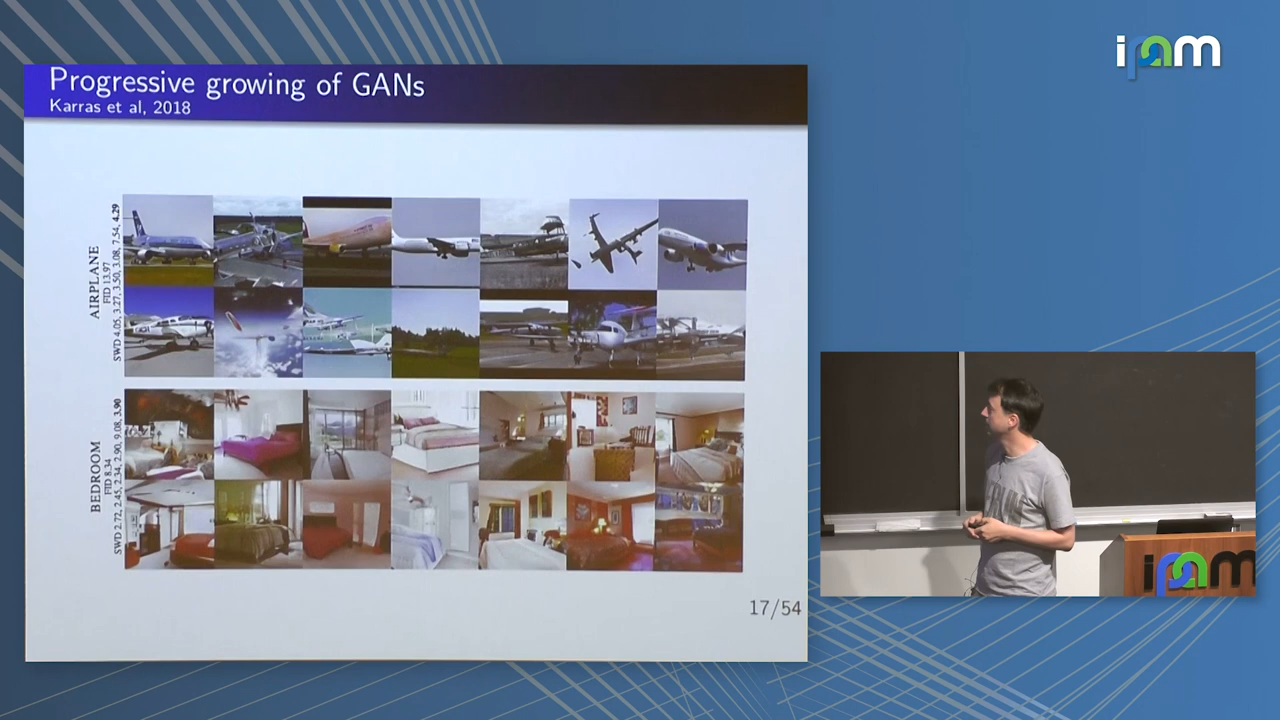 ipam
Progressive growing of GANs
Karras et al, 2018
AIRPLANE
FID 13.97
SWD 4.05, 3.27, 3.50, 3.08, 7.54, 4.29
BEDROOM
FID 8.34
SWD 2.72, 2.45, 2.34, 2.90, 9.08, 3.90
17/54
ipam